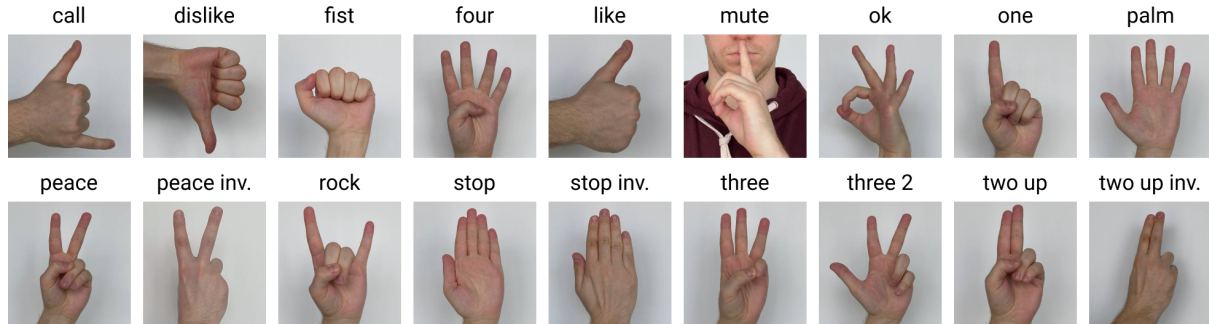 call dislike fist four like mute ok one palm
peace peace inv. rock stop stop inv. three three 2 two up two up inv.